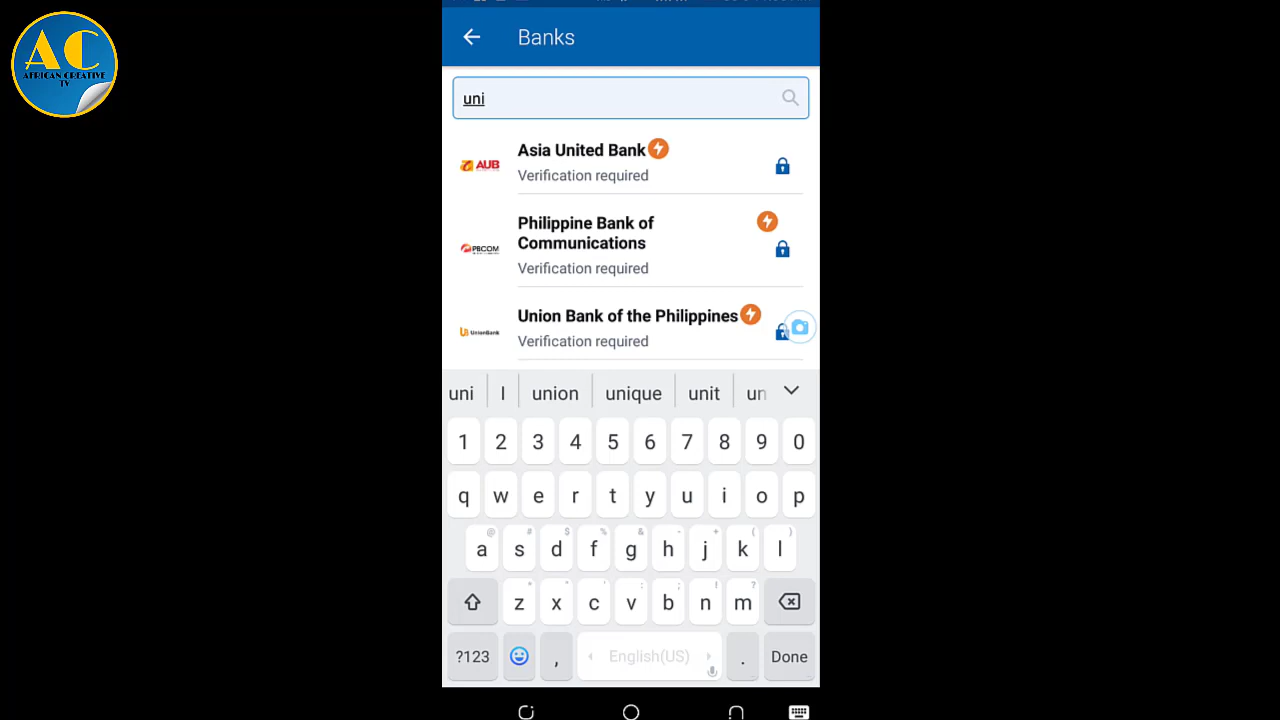 AC
AFRICAN CREATIVE
TV
Banks
uni
AUB
Asia United Bank
Verification required
PBCOM
Philippine Bank of
Communications
Verification required
UnionBank
Union Bank of the Philippines
Verification required
uni I union unique unit un
1 2 3 4 5 6 7 8 9 0
q w e r t y u i o p
@ # $ % & - + ( )
a s d f g h j k l
* " ' : ; ! ?
z x c v b n m
?123 , English(US) . Done